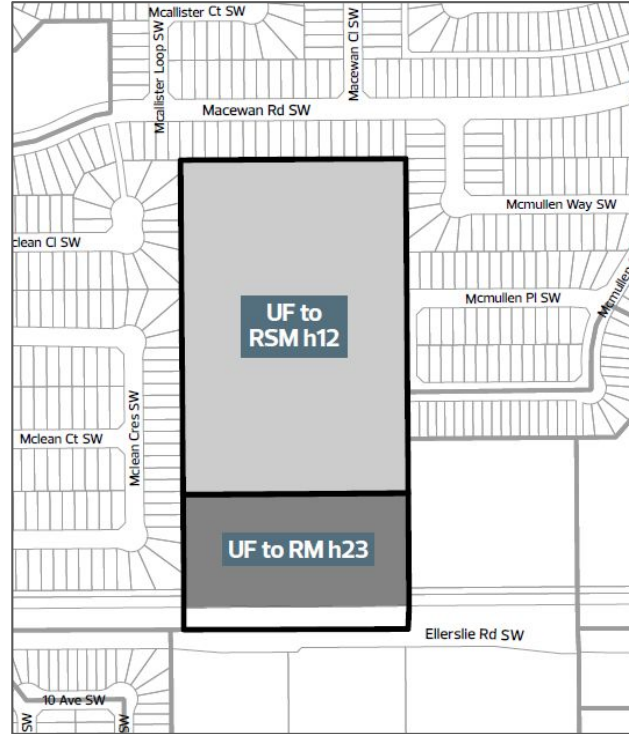 Mcallister Ct SW
Mcallister Loop SW
Macewan Cl SW
Macewan Rd SW
Mcmullen Way SW
clean Cl SW
Mcmullen Pl SW
Mcmullen
UF to
RSM h12
Mclean Cres SW
Mclean Ct SW
UF to RM h23
Ellerslie Rd SW
10 Ave SW
SW
SW